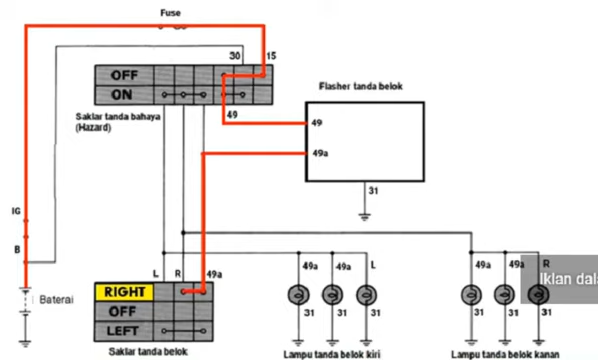 Fuse
30
15
OFF
ON
Saklar tanda bahaya
(Hazard)
49
Flasher tanda belok
49
49a
31
IG
B
Baterai
L
R
49a
RIGHT
OFF
LEFT
Saklar tanda belok
49a
49a
L
31
31
31
Lampu tanda belok kiri
49a
49a
R
31
31
31
Lampu tanda belok kanan
Iklan dala